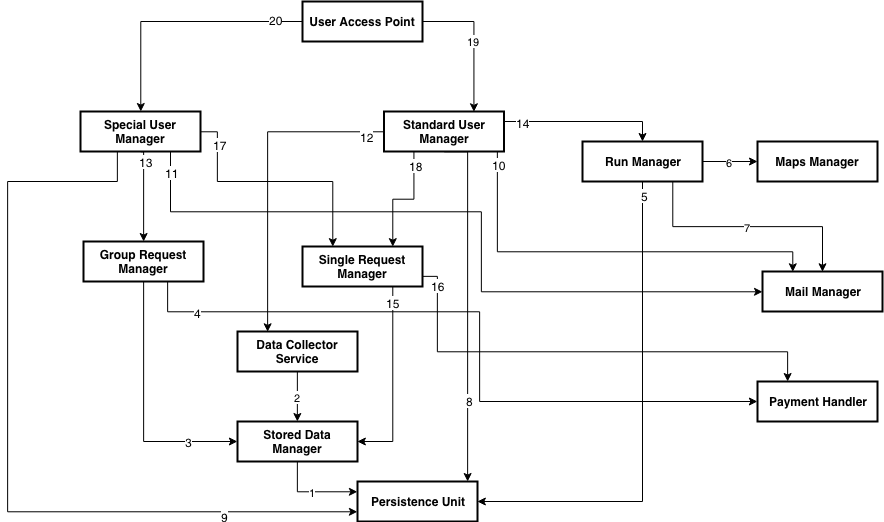 20
User Access Point
19
Special User
Manager
17
13
11
12
Standard User
Manager
14
18
10
Run Manager
6
Maps Manager
5
7
Group Request
Manager
Single Request
Manager
16
Mail Manager
4
15
Data Collector
Service
2
8
Payment Handler
3
Stored Data
Manager
1
Persistence Unit
9